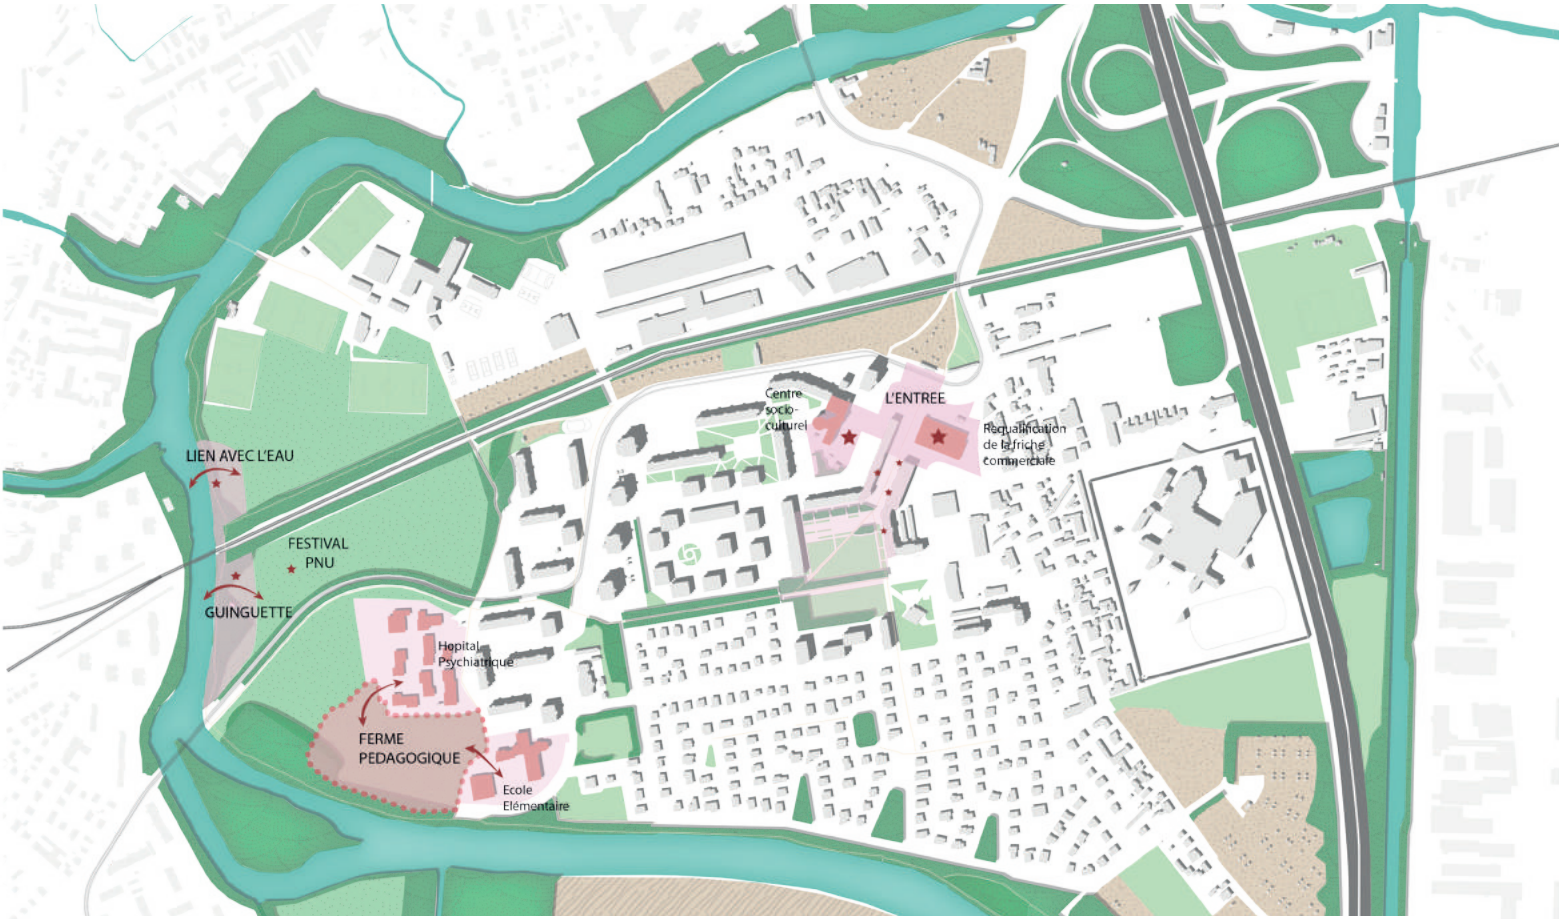 Centre
socio-
culturel
L'ENTREE
Requalification
de la friche
commerciale
LIEN AVEC L'EAU
FESTIVAL
PNU
GUINGUETTE
Hopital
Psychiatrique
FERME
PEDAGOGIQUE
Ecole
Elémentaire